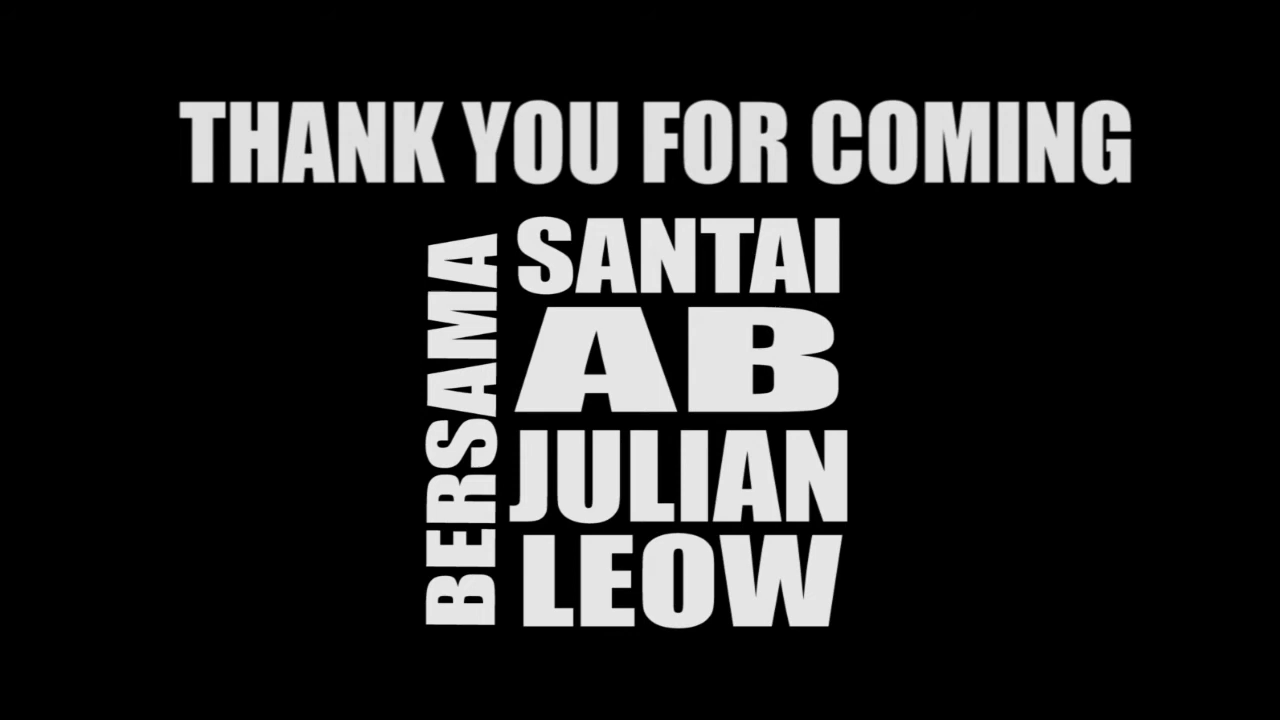 THANK YOU FOR COMING
BERSAMA
SANTAI
AB
JULIAN
LEOW